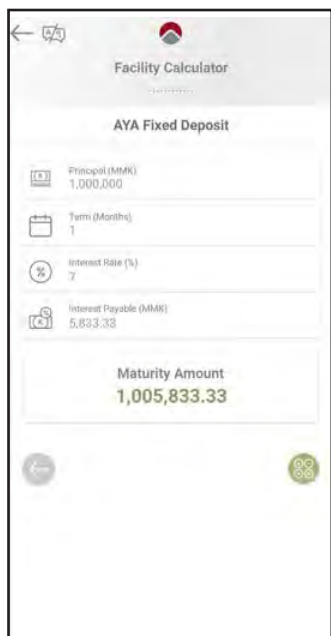 Facility Calculator
AYA Fixed Deposit
Principal (MMK)
1,000,000
Term (Months)
1
Interest Rate (%)
7
Interest Payable (MMK)
5,833.33
Maturity Amount
1,005,833.33